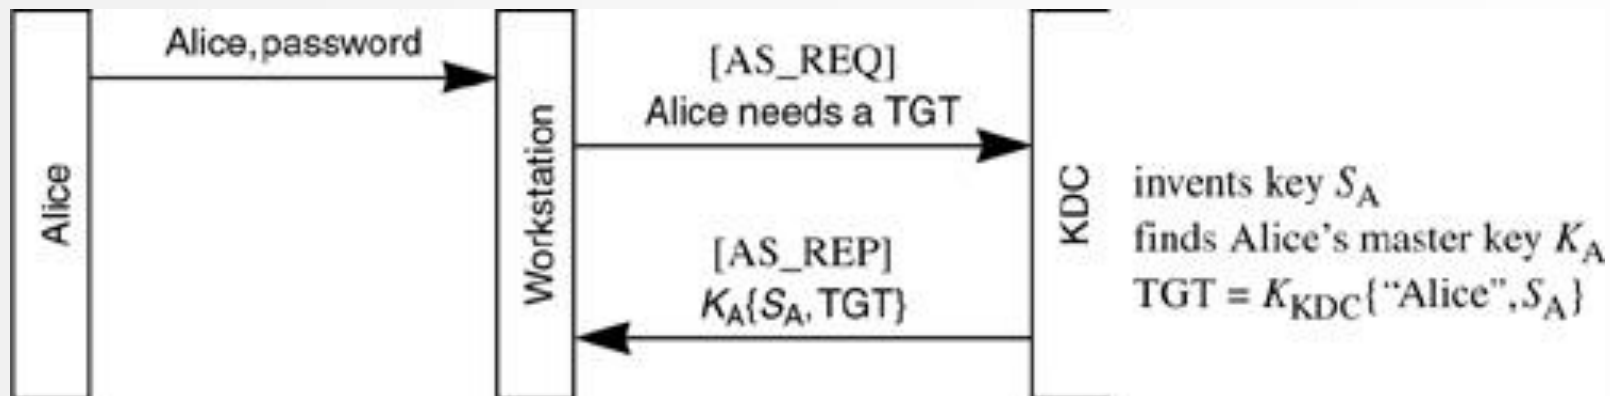 Alice
Alice, password
Workstation
[AS_REQ]
Alice needs a TGT
[AS_REP]
K_A{S_A, TGT}
KDC
invents key S_A
finds Alice's master key K_A
TGT = K_KDC{“Alice”, S_A}